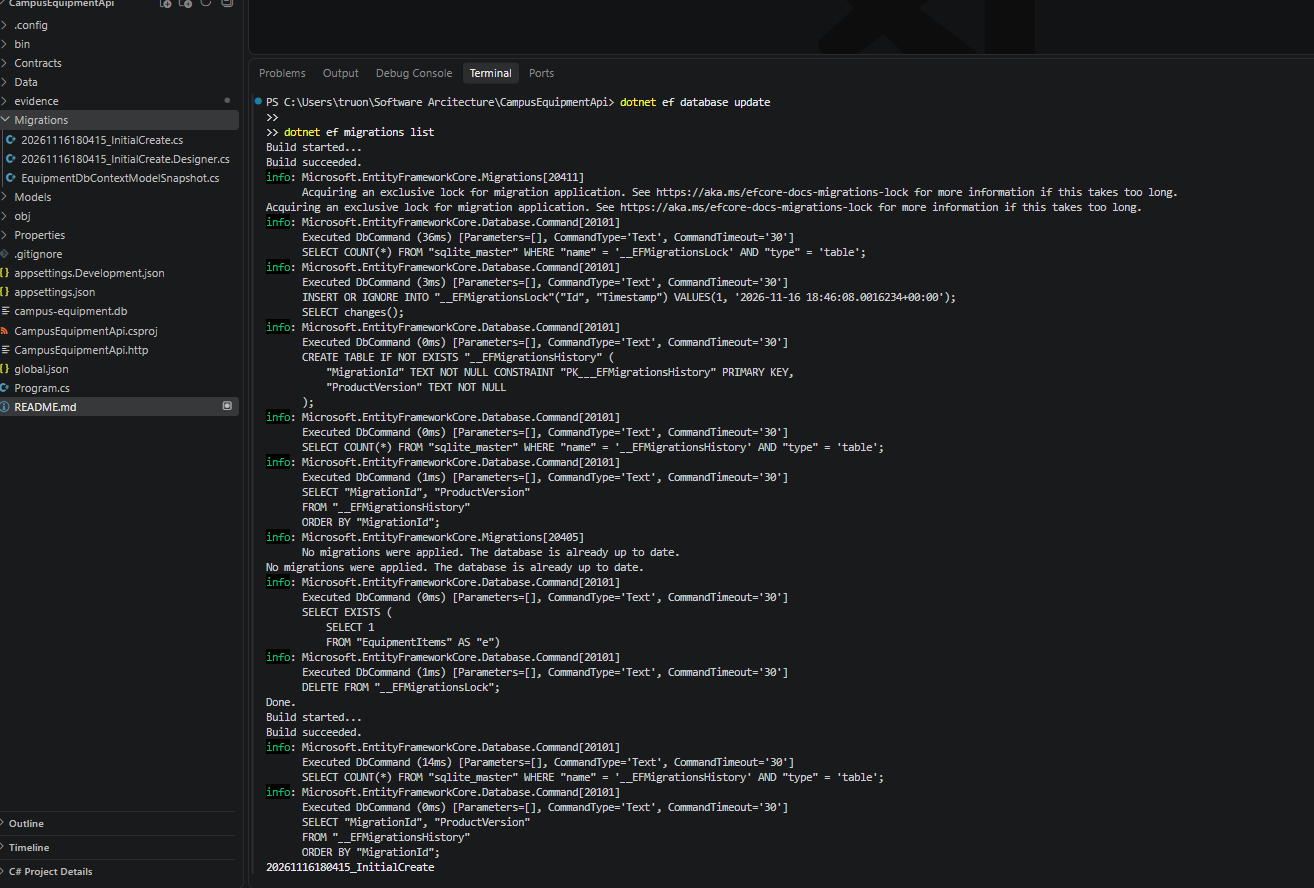 CampusEquipmentApi
.config
bin
Contracts
Data
evidence
Migrations
20261116180415_InitialCreate.cs
20261116180415_InitialCreate.Designer.cs
EquipmentDbContextModelSnapshot.cs
Models
obj
Properties
.gitignore
appsettings.Development.json
appsettings.json
campus-equipment.db
CampusEquipmentApi.csproj
CampusEquipmentApi.http
global.json
Program.cs
README.md
Outline
Timeline
C# Project Details
Problems Output Debug Console Terminal Ports
PS C:\Users\truon\Software Arcitecture\CampusEquipmentApi> dotnet ef database update
>>
>> dotnet ef migrations list
Build started...
Build succeeded.
info: Microsoft.EntityFrameworkCore.Migrations[20411]
Acquiring an exclusive lock for migration application. See https://aka.ms/efcore-docs-migrations-lock for more information if this takes too long.
Acquiring an exclusive lock for migration application. See https://aka.ms/efcore-docs-migrations-lock for more information if this takes too long.
info: Microsoft.EntityFrameworkCore.Database.Command[20101]
Executed DbCommand (36ms) [Parameters=[], CommandType='Text', CommandTimeout='30']
SELECT COUNT(*) FROM "sqlite_master" WHERE "name" = '__EFMigrationsLock' AND "type" = 'table';
info: Microsoft.EntityFrameworkCore.Database.Command[20101]
Executed DbCommand (3ms) [Parameters=[], CommandType='Text', CommandTimeout='30']
INSERT OR IGNORE INTO "__EFMigrationsLock"("Id", "Timestamp") VALUES(1, '2026-11-16 18:46:08.0016234+00:00');
SELECT changes();
info: Microsoft.EntityFrameworkCore.Database.Command[20101]
Executed DbCommand (0ms) [Parameters=[], CommandType='Text', CommandTimeout='30']
CREATE TABLE IF NOT EXISTS "__EFMigrationsHistory" (
"MigrationId" TEXT NOT NULL CONSTRAINT "PK___EFMigrationsHistory" PRIMARY KEY,
"ProductVersion" TEXT NOT NULL
);
info: Microsoft.EntityFrameworkCore.Database.Command[20101]
Executed DbCommand (0ms) [Parameters=[], CommandType='Text', CommandTimeout='30']
SELECT COUNT(*) FROM "sqlite_master" WHERE "name" = '__EFMigrationsHistory' AND "type" = 'table';
info: Microsoft.EntityFrameworkCore.Database.Command[20101]
Executed DbCommand (1ms) [Parameters=[], CommandType='Text', CommandTimeout='30']
SELECT "MigrationId", "ProductVersion"
FROM "__EFMigrationsHistory"
ORDER BY "MigrationId";
info: Microsoft.EntityFrameworkCore.Migrations[20405]
No migrations were applied. The database is already up to date.
No migrations were applied. The database is already up to date.
info: Microsoft.EntityFrameworkCore.Database.Command[20101]
Executed DbCommand (0ms) [Parameters=[], CommandType='Text', CommandTimeout='30']
SELECT EXISTS (
SELECT 1
FROM "EquipmentItems" AS "e")
info: Microsoft.EntityFrameworkCore.Database.Command[20101]
Executed DbCommand (1ms) [Parameters=[], CommandType='Text', CommandTimeout='30']
DELETE FROM "__EFMigrationsLock";
Done.
Build started...
Build succeeded.
info: Microsoft.EntityFrameworkCore.Database.Command[20101]
Executed DbCommand (14ms) [Parameters=[], CommandType='Text', CommandTimeout='30']
SELECT COUNT(*) FROM "sqlite_master" WHERE "name" = '__EFMigrationsHistory' AND "type" = 'table';
info: Microsoft.EntityFrameworkCore.Database.Command[20101]
Executed DbCommand (0ms) [Parameters=[], CommandType='Text', CommandTimeout='30']
SELECT "MigrationId", "ProductVersion"
FROM "__EFMigrationsHistory"
ORDER BY "MigrationId";
20261116180415_InitialCreate